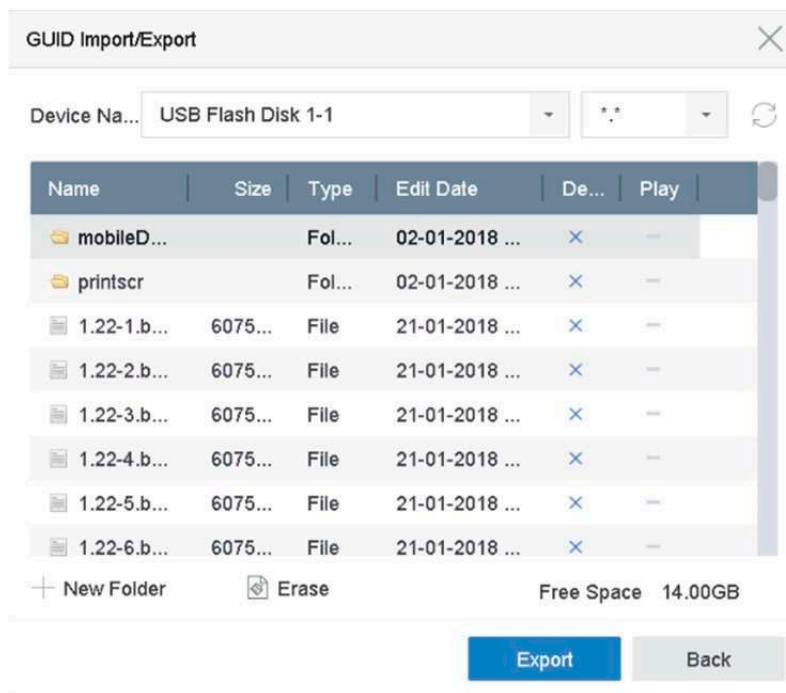 GUID Import/Export
Device Na... USB Flash Disk 1-1 *.*
Name Size Type Edit Date De... Play
mobileD... Fol... 02-01-2018 ...
printscr Fol... 02-01-2018 ...
1.22-1.b... 6075... File 21-01-2018 ...
1.22-2.b... 6075... File 21-01-2018 ...
1.22-3.b... 6075... File 21-01-2018 ...
1.22-4.b... 6075... File 21-01-2018 ...
1.22-5.b... 6075... File 21-01-2018 ...
1.22-6.b... 6075... File 21-01-2018 ...
New Folder Erase Free Space 14.00GB
Export Back